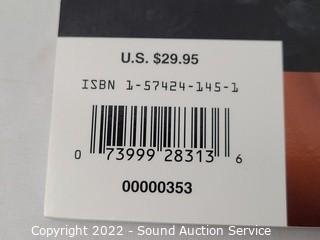 U.S. $29.95
ISBN 1-57424-145-1
0 73999 28313 6
00000353
Copyright 2022 - Sound Auction Service